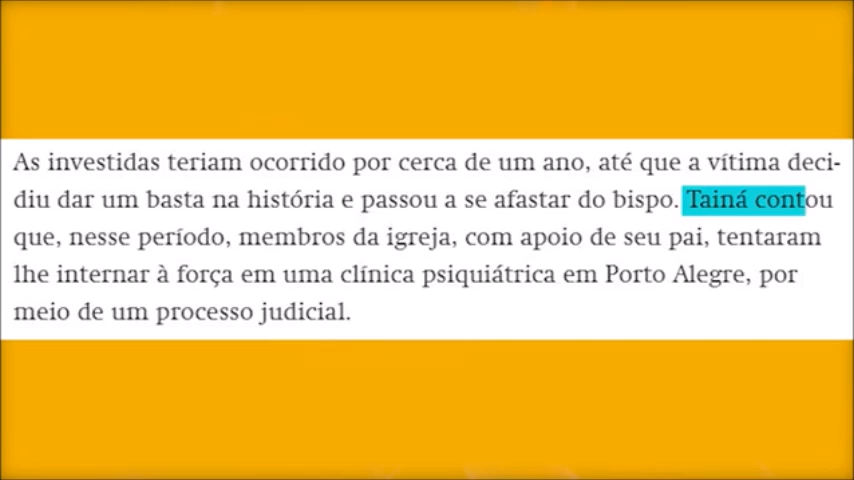 As investidas teriam ocorrido por cerca de um ano, até que a vítima deci-
diu dar um basta na história e passou a se afastar do bispo. Tainá contou
que, nesse período, membros da igreja, com apoio de seu pai, tentaram
lhe internar à força em uma clínica psiquiátrica em Porto Alegre, por
meio de um processo judicial.